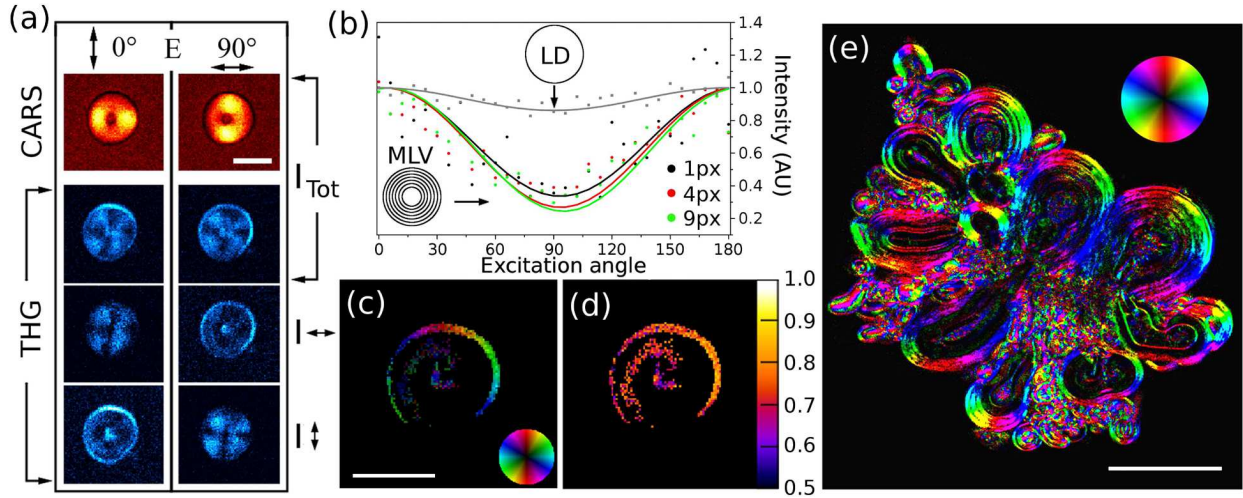 (a)
0° E 90°
CARS
THG
I Tot
I
I
(b)
LD
MLV
1px
4px
9px
1.4
1.2
1.0
0.8
0.6
0.4
0.2
Intensity (AU)
0 30 60 90 120 150 180
Excitation angle
(c)
(d)
1.0
0.9
0.8
0.7
0.6
0.5
(e)